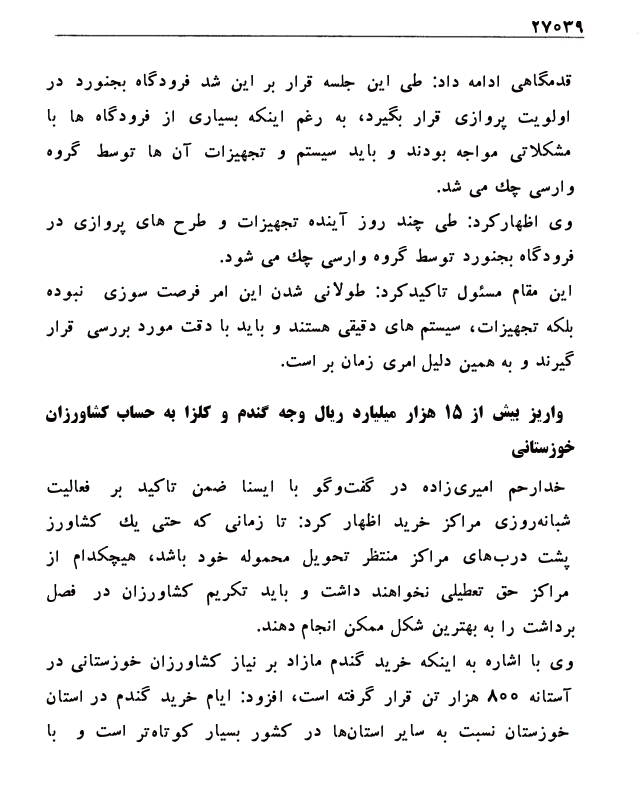 ۲۷۰۳۹
قدمگاهی ادامه داد: طی این جلسه قرار بر این شد فرودگاه بجنورد در
اولویت پروازی قرار بگیرد، به رغم اینکه بسیاری از فرودگاه ها با
مشکلاتی مواجه بودند و باید سیستم و تجهیزات آن ها توسط گروه
وارسی چك می شد.
وی اظهارکرد: طی چند روز آینده تجهیزات و طرح های پروازی در
فرودگاه بجنورد توسط گروه وارسی چك می شود.
این مقام مسئول تاکیدکرد: طولانی شدن این امر فرصت سوزی نبوده
بلکه تجهیزات، سیستم های دقیقی هستند و باید با دقت مورد بررسی قرار
گیرند و به همین دلیل امری زمان بر است.
واریز بیش از ۱۵ هزار میلیارد ریال وجه گندم و کلزا به حساب کشاورزان
خوزستانی
خدارحم امیری‌زاده در گفت‌وگو با ایسنا ضمن تاکید بر فعالیت
شبانه‌روزی مراکز خرید اظهار کرد: تا زمانی که حتی یك کشاورز
پشت درب‌های مراکز منتظر تحویل محموله خود باشد، هیچکدام از
مراکز حق تعطیلی نخواهند داشت و باید تکریم کشاورزان در فصل
برداشت را به بهترین شکل ممکن انجام دهند.
وی با اشاره به اینکه خرید گندم مازاد بر نیاز کشاورزان خوزستانی در
آستانه ۸۰۰ هزار تن قرار گرفته است، افزود: ایام خرید گندم در استان
خوزستان نسبت به سایر استان‌ها در کشور بسیار کوتاه‌تر است و با